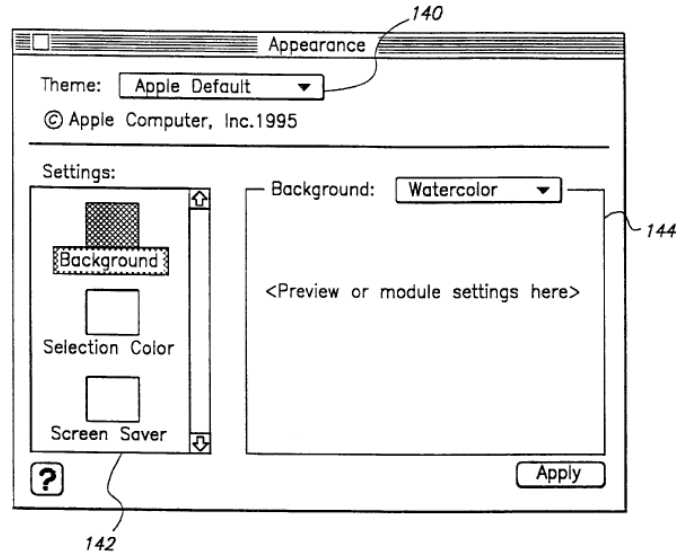 140
Appearance
Theme: Apple Default
© Apple Computer, Inc.1995
Settings:
Background: Watercolor
144
Background
<Preview or module settings here>
Selection Color
Screen Saver
? Apply
142